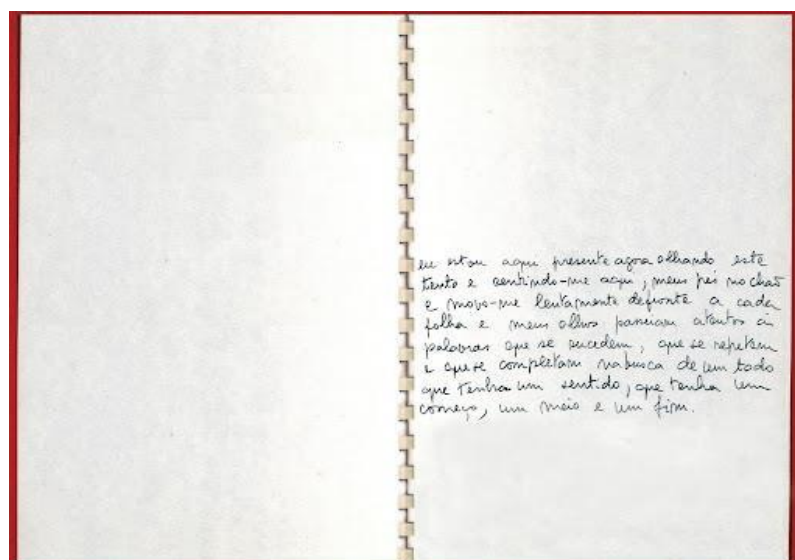 eu estou aqui presente agora olhando este
texto e sentindo-me aqui, meus pés no chão
e movo-me lentamente defronte a cada
folha e meus olhos passeiam atentos às
palavras que se sucedem, que se repetem
e que se completam na busca de um todo
que tenha um sentido, que tenha um
começo, um meio e um fim.